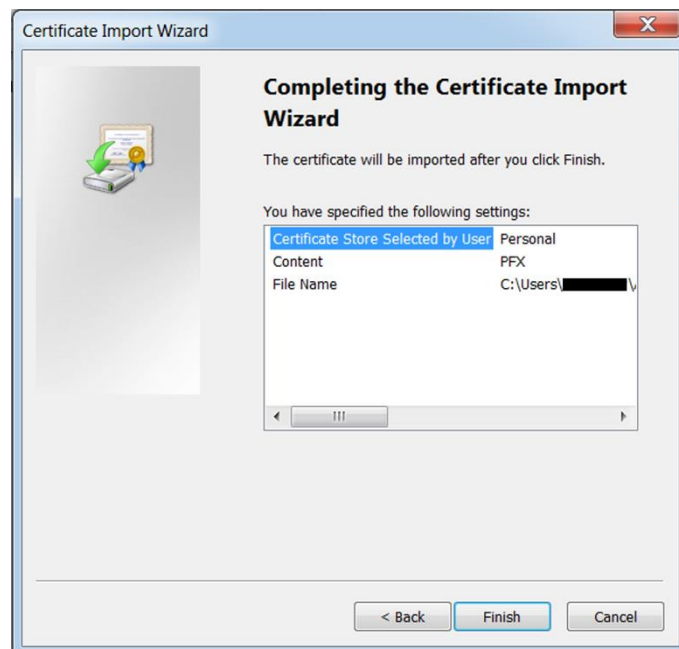 Certificate Import Wizard
Completing the Certificate Import
Wizard
The certificate will be imported after you click Finish.
You have specified the following settings:
Certificate Store Selected by User Personal
Content PFX
File Name C:\Users\ \
< Back Finish Cancel